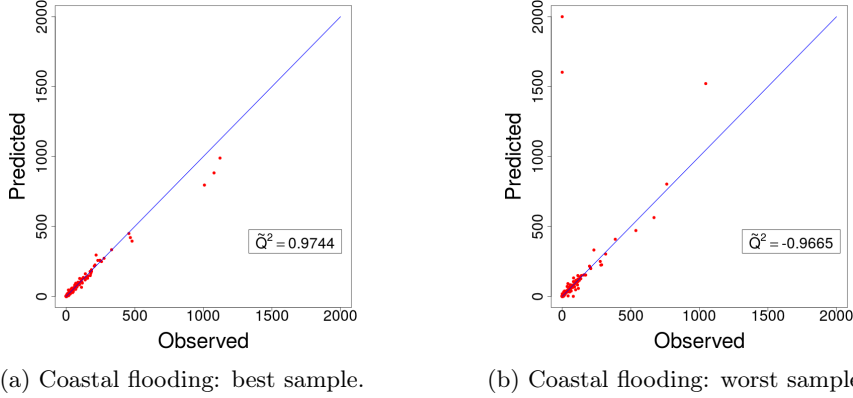 2000
1500
1000
500
0
Predicted
0 500 1000 1500 2000
Observed
Q̃² = 0.9744
(a) Coastal flooding: best sample.
2000
1500
1000
500
0
Predicted
0 500 1000 1500 2000
Observed
Q̃² = -0.9665
(b) Coastal flooding: worst sample